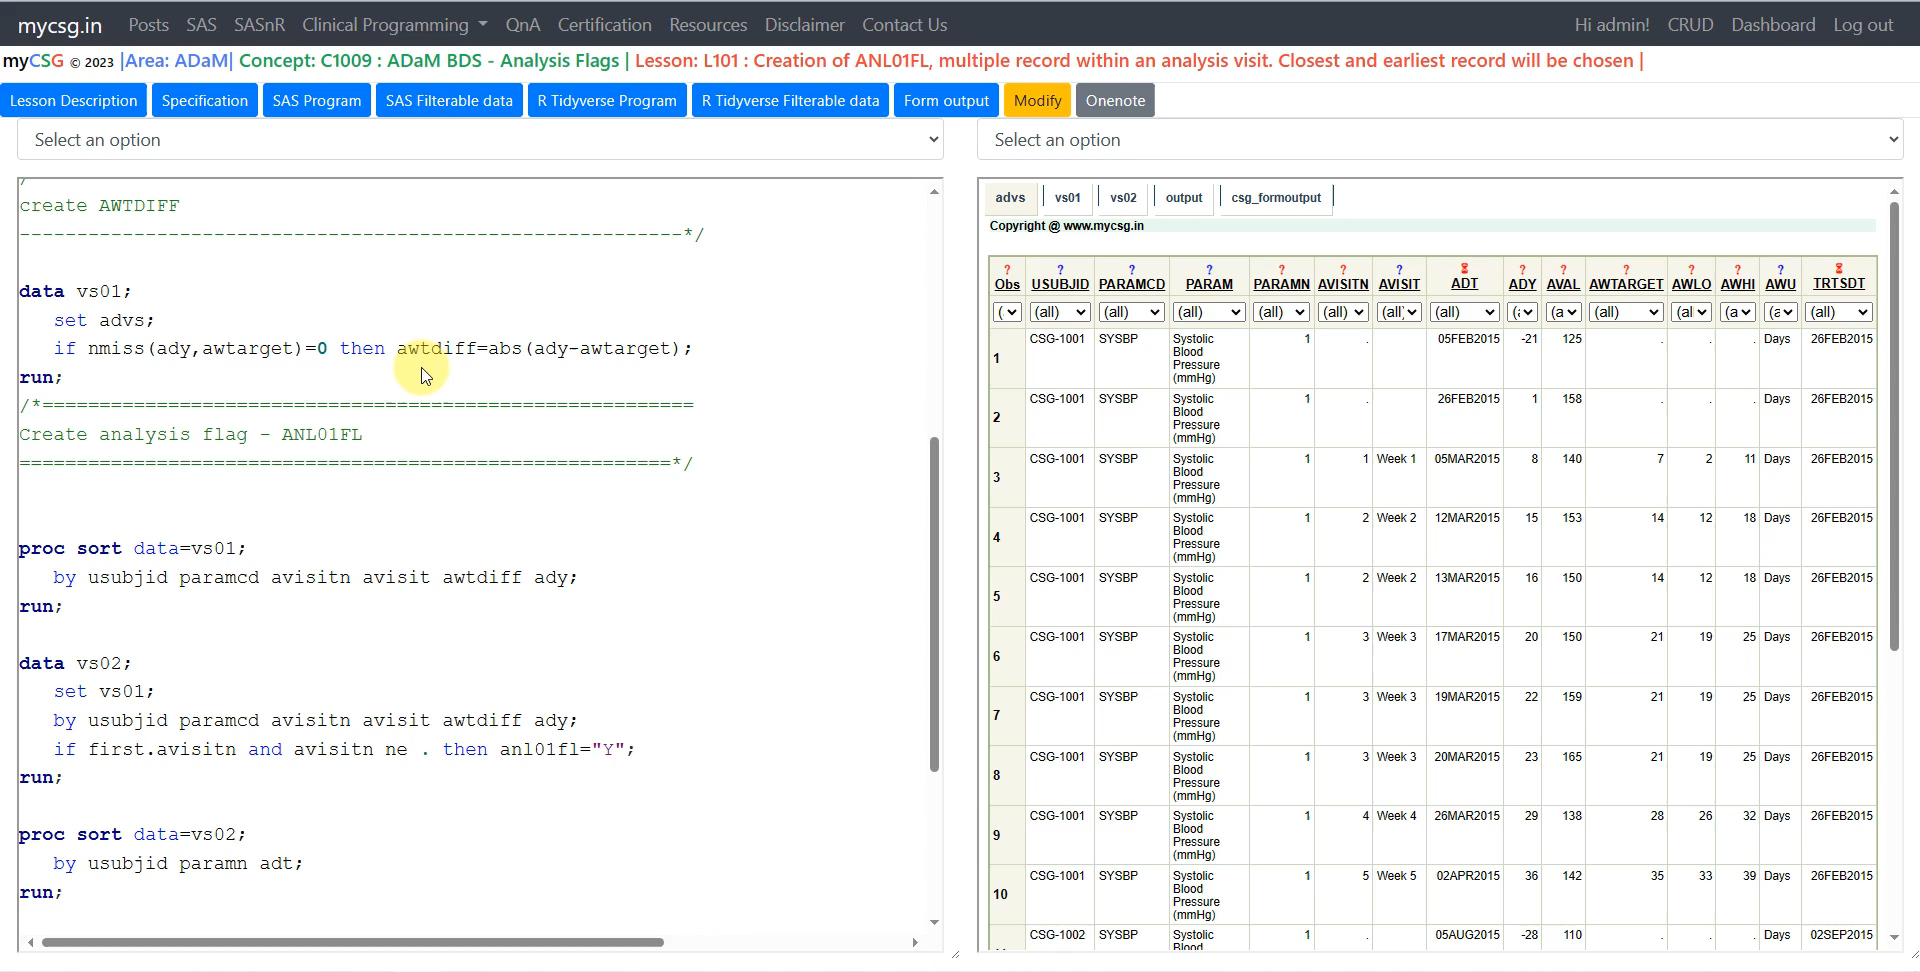 mycsg.in Posts SAS SASnR Clinical Programming QnA Certification Resources Disclaimer Contact Us Hi admin! CRUD Dashboard Log out
myCSG © 2023 |Area: ADaM| Concept: C1009 : ADaM BDS - Analysis Flags | Lesson: L101 : Creation of ANL01FL, multiple record within an analysis visit. Closest and earliest record will be chosen |
Lesson Description Specification SAS Program SAS Filterable data R Tidyverse Program R Tidyverse Filterable data Form output Modify Onenote
Select an option
Select an option
/
create AWTDIFF
----------------------------------------------------------*/
data vs01;
set advs;
if nmiss(ady,awtarget)=0 then awtdiff=abs(ady-awtarget);
run;
/*=========================================================
Create analysis flag - ANL01FL
=========================================================*/
proc sort data=vs01;
by usubjid paramcd avisitn avisit awtdiff ady;
run;
data vs02;
set vs01;
by usubjid paramcd avisitn avisit awtdiff ady;
if first.avisitn and avisitn ne . then anl01fl="Y";
run;
proc sort data=vs02;
by usubjid paramn adt;
run;
advs vs01 vs02 output csg_formoutput
Copyright @ www.mycsg.in
? ? ? ? ? ? ? ? ? ? ? ? ?
Obs USUBJID PARAMCD PARAM PARAMN AVISITN AVISIT ADT ADY AVAL AWTARGET AWLO AWHI AWU TRTSDT
( (all) (all) (all) (all) (all) (all) (all) (a (a (all) (al (a (a (all)
1 CSG-1001 SYSBP Systolic Blood Pressure (mmHg) 1 . 05FEB2015 -21 125 . . . Days 26FEB2015
2 CSG-1001 SYSBP Systolic Blood Pressure (mmHg) 1 . 26FEB2015 1 158 . . . Days 26FEB2015
3 CSG-1001 SYSBP Systolic Blood Pressure (mmHg) 1 1 Week 1 05MAR2015 8 140 7 2 11 Days 26FEB2015
4 CSG-1001 SYSBP Systolic Blood Pressure (mmHg) 1 2 Week 2 12MAR2015 15 153 14 12 18 Days 26FEB2015
5 CSG-1001 SYSBP Systolic Blood Pressure (mmHg) 1 2 Week 2 13MAR2015 16 150 14 12 18 Days 26FEB2015
6 CSG-1001 SYSBP Systolic Blood Pressure (mmHg) 1 3 Week 3 17MAR2015 20 150 21 19 25 Days 26FEB2015
7 CSG-1001 SYSBP Systolic Blood Pressure (mmHg) 1 3 Week 3 19MAR2015 22 159 21 19 25 Days 26FEB2015
8 CSG-1001 SYSBP Systolic Blood Pressure (mmHg) 1 3 Week 3 20MAR2015 23 165 21 19 25 Days 26FEB2015
9 CSG-1001 SYSBP Systolic Blood Pressure (mmHg) 1 4 Week 4 26MAR2015 29 138 28 26 32 Days 26FEB2015
10 CSG-1001 SYSBP Systolic Blood Pressure (mmHg) 1 5 Week 5 02APR2015 36 142 35 33 39 Days 26FEB2015
CSG-1002 SYSBP Systolic Blood 1 . 05AUG2015 -28 110 . . . Days 02SEP2015